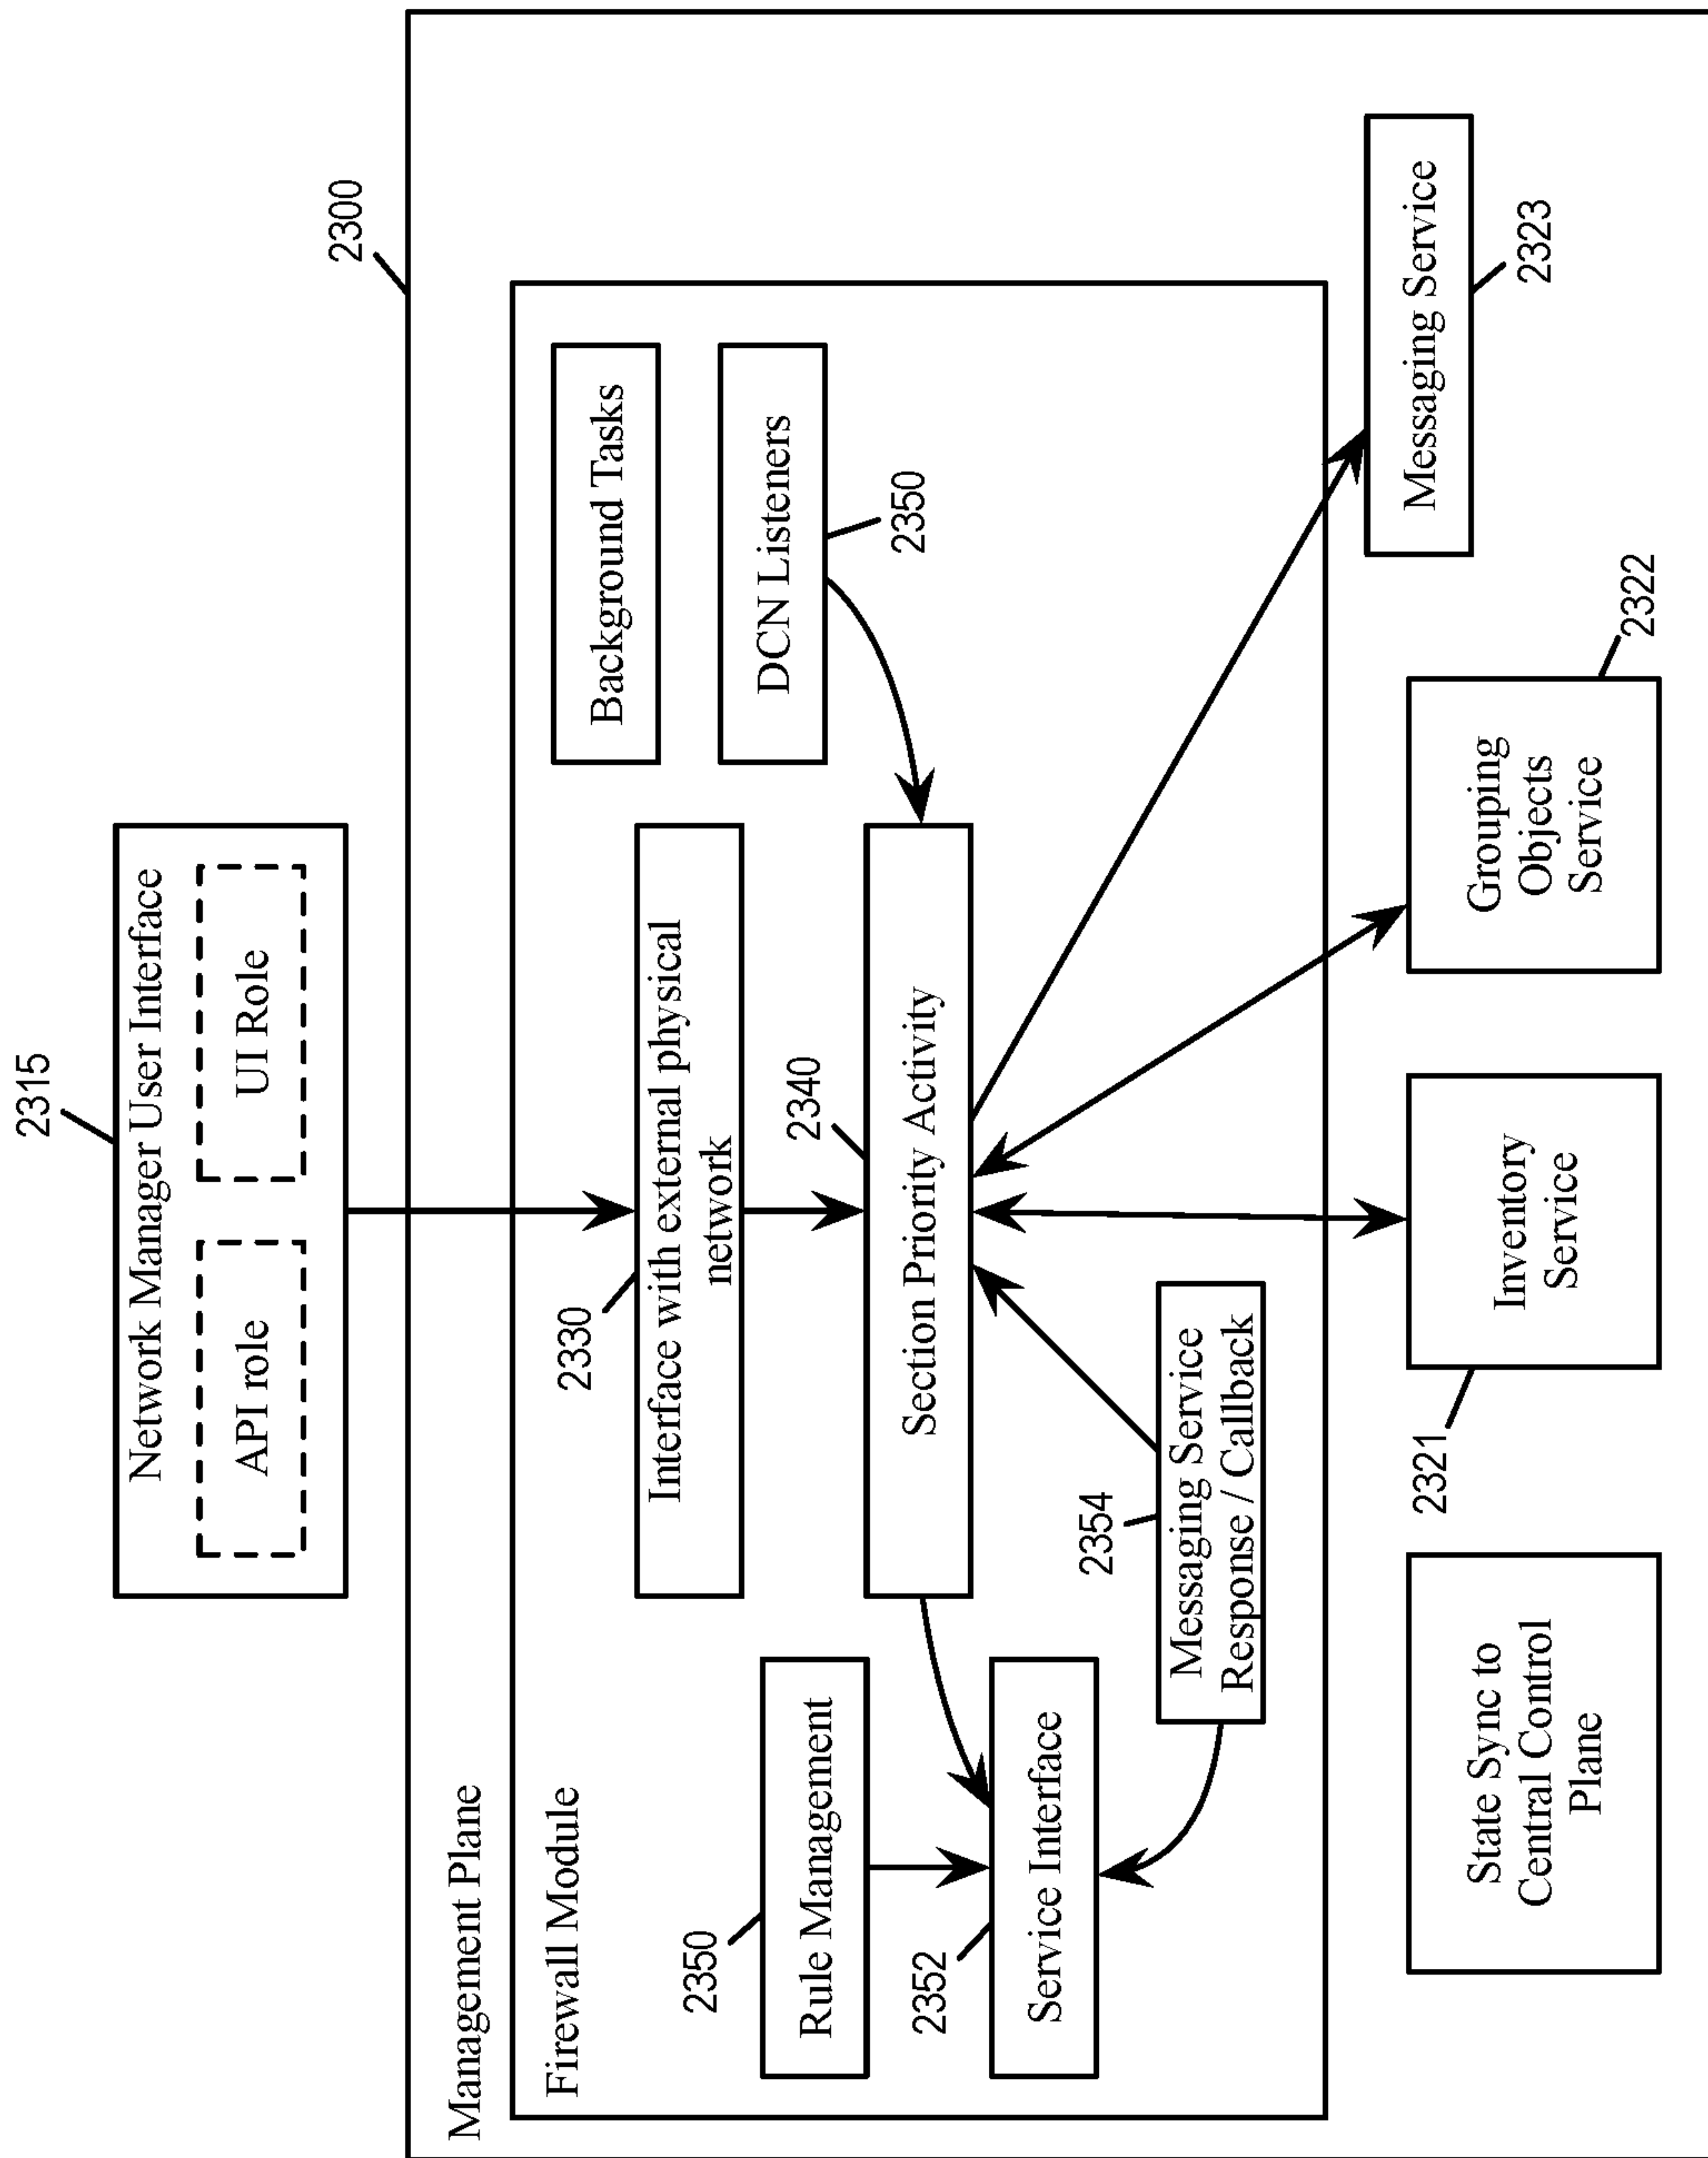 2315
Network Manager User Interface
API role
UI Role
2300
Management Plane
Firewall Module
2330
Interface with external physical
network
Background Tasks
DCN Listeners
2350
2350
Rule Management
2340
Section Priority Activity
2352
Service Interface
2354
Messaging Service
Response / Callback
Messaging Service
2323
State Sync to
Central Control
Plane
2321
Inventory
Service
Grouping
Objects
Service
2322